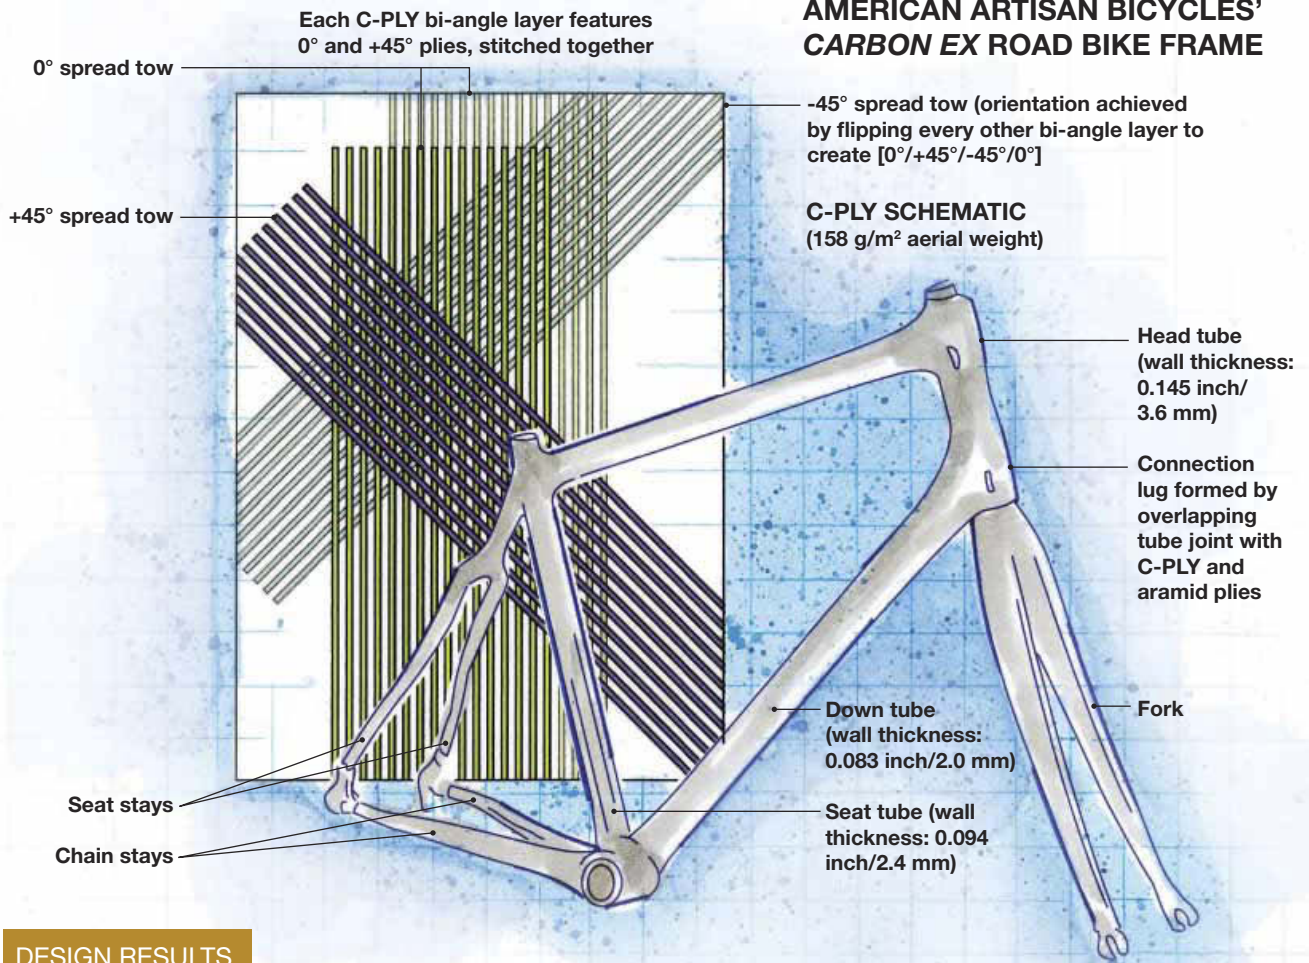 AMERICAN ARTISAN BICYCLES'
CARBON EX ROAD BIKE FRAME
Each C-PLY bi-angle layer features
0° and +45° plies, stitched together
0° spread tow
+45° spread tow
-45° spread tow (orientation achieved
by flipping every other bi-angle layer to
create [0°/+45°/-45°/0°]
C-PLY SCHEMATIC
(158 g/m² aerial weight)
Head tube
(wall thickness:
0.145 inch/
3.6 mm)
Connection
lug formed by
overlapping
tube joint with
C-PLY and
aramid plies
Fork
Down tube
(wall thickness:
0.083 inch/2.0 mm)
Seat tube (wall
thickness: 0.094
inch/2.4 mm)
Seat stays
Chain stays
DESIGN RESULTS